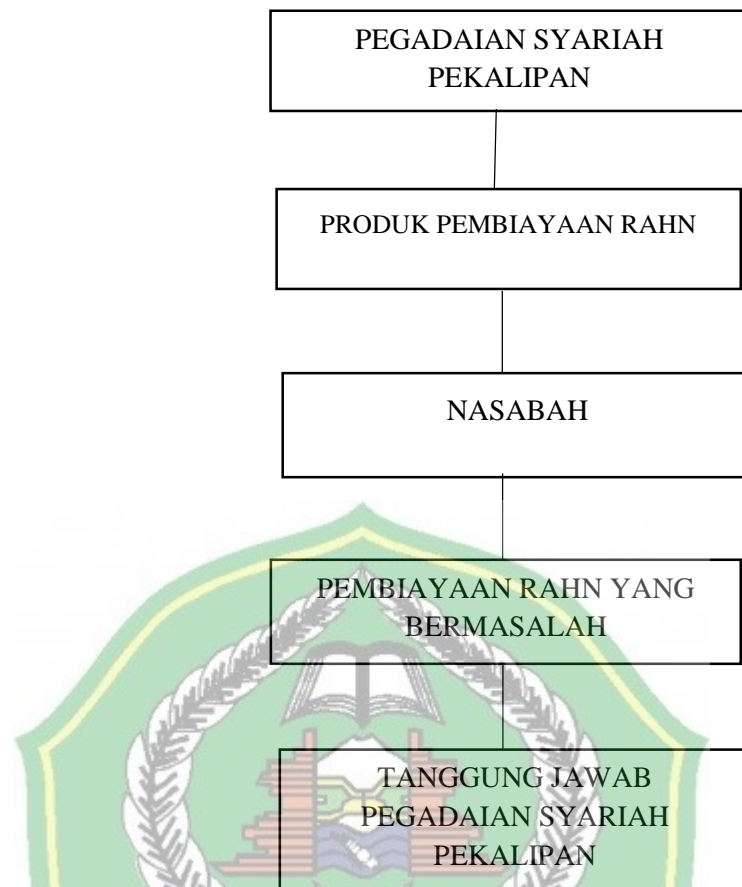 PEGADAIAN SYARIAH
PEKALIPAN
PRODUK PEMBIAYAAN RAHN
NASABAH
PEMBIAYAAN RAHN YANG
BERMASALAH
TANGGUNG JAWAB
PEGADAIAN SYARIAH
PEKALIPAN